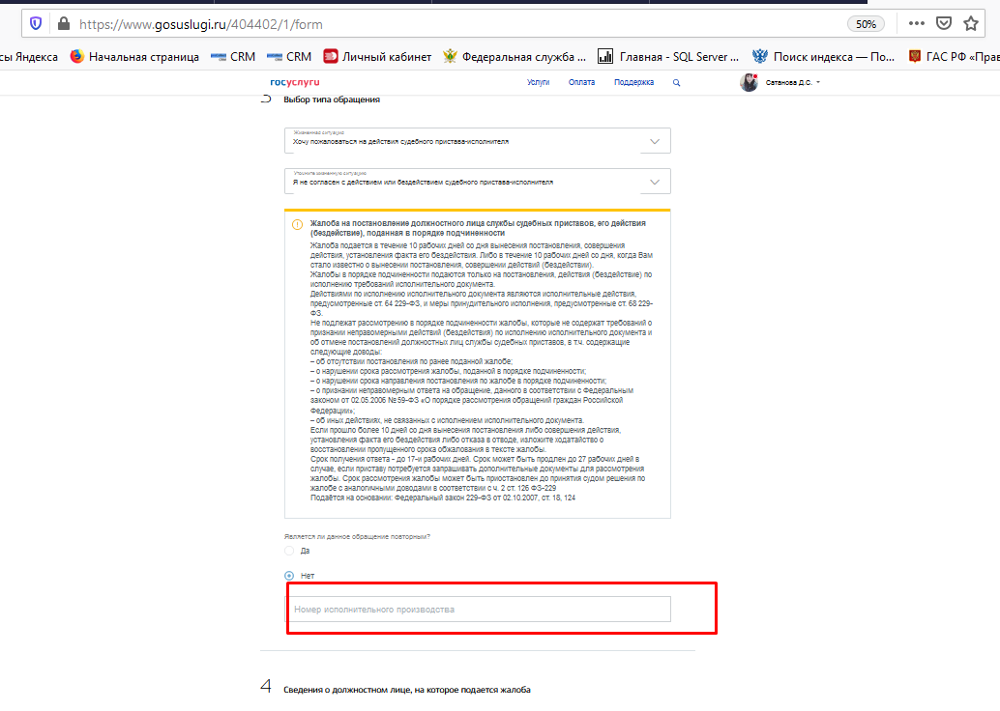 https://www.gosuslugi.ru/404402/1/form
50%
сы Яндекса
Начальная страница
CRM
CRM
Личный кабинет
Федеральная служба ...
Главная - SQL Server ...
Поиск индекса — По...
ГАС РФ «Прав
госуслуги
Услуги
Оплата
Поддержка
Сатанова Д.С.
Выбор типа обращения
Жизненная ситуация
Хочу пожаловаться на действия судебного пристава-исполнителя
Уточните жизненную ситуацию
Я не согласен с действием или бездействием судебного пристава-исполнителя
Жалоба на постановление должностного лица службы судебных приставов, его действия
(бездействие), поданная в порядке подчиненности
Жалоба подается в течение 10 рабочих дней со дня вынесения постановления, совершения
действия, установления факта его бездействия. Либо в течение 10 рабочих дней со дня, когда Вам
стало известно о вынесении постановления, совершении действий (бездействии).
Жалобы в порядке подчиненности подаются только на постановления, действия (бездействие) по
исполнению требований исполнительного документа.
Действиями по исполнению исполнительного документа являются исполнительные действия,
предусмотренные ст. 64 229-ФЗ, и меры принудительного исполнения, предусмотренные ст. 68 229-
ФЗ.
Не подлежат рассмотрению в порядке подчиненности жалобы, которые не содержат требований о
признании неправомерными действий (бездействия) по исполнению исполнительного документа и
об отмене постановлений должностных лиц службы судебных приставов, в т.ч. содержащие
следующие доводы:
– об отсутствии постановления по ранее поданной жалобе;
– о нарушении срока рассмотрения жалобы, поданной в порядке подчиненности;
– о нарушении срока направления постановления по жалобе в порядке подчиненности;
– о признании неправомерным ответа на обращение, данного в соответствии с Федеральным
законом от 02.05.2006 № 59-ФЗ «О порядке рассмотрения обращений граждан Российской
Федерации»;
– об иных действиях, не связанных с исполнением исполнительного документа.
Если прошло более 10 дней со дня вынесения постановления либо совершения действия,
установления факта его бездействия либо отказа в отводе, изложите ходатайство о
восстановлении пропущенного срока обжалования в тексте жалобы.
Срок получения ответа - до 17-и рабочих дней. Срок может быть продлен до 27 рабочих дней в
случае, если приставу потребуется запрашивать дополнительные документы для рассмотрения
жалобы. Срок рассмотрения жалобы может быть приостановлен до принятия судом решения по
жалобе с аналогичными доводами в соответствии с ч. 2 ст. 126 ФЗ-229
Подаётся на основании: Федеральный закон 229-ФЗ от 02.10.2007, ст. 18, 124
Является ли данное обращение повторным?
Да
Нет
Номер исполнительного производства
4 Сведения о должностном лице, на которое подается жалоба